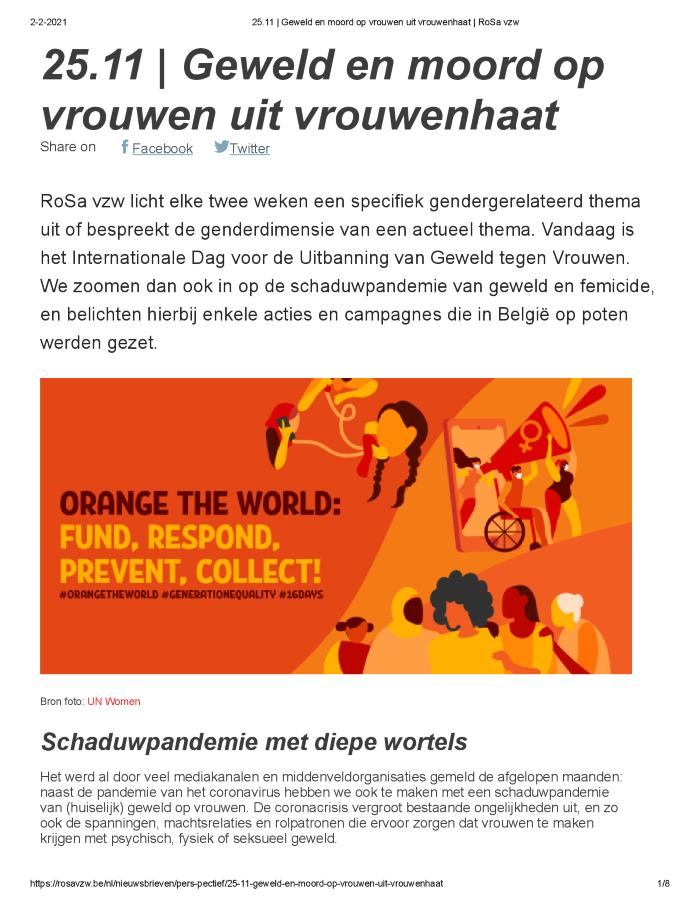 2-2-2021
25.11 | Geweld en moord op vrouwen uit vrouwenhaat | RoSa vzw
25.11 | Geweld en moord op
vrouwen uit vrouwenhaat
Share on Facebook Twitter
RoSa vzw licht elke twee weken een specifiek gendergerelateerd thema
uit of bespreekt de genderdimensie van een actueel thema. Vandaag is
het Internationale Dag voor de Uitbanning van Geweld tegen Vrouwen.
We zoomen dan ook in op de schaduwpandemie van geweld en femicide,
en belichten hierbij enkele acties en campagnes die in België op poten
werden gezet.
ORANGE THE WORLD:
FUND, RESPOND,
PREVENT, COLLECT!
#ORANGETHEWORLD #GENERATIONEQUALITY #16DAYS
Bron foto: UN Women
Schaduwpandemie met diepe wortels
Het werd al door veel mediakanalen en middenveldorganisaties gemeld de afgelopen maanden:
naast de pandemie van het coronavirus hebben we ook te maken met een schaduwpandemie
van (huiselijk) geweld op vrouwen. De coronacrisis vergroot bestaande ongelijkheden uit, en zo
ook de spanningen, machtsrelaties en rolpatronen die ervoor zorgen dat vrouwen te maken
krijgen met psychisch, fysiek of seksueel geweld.
https://rosavzw.be/nl/nieuwsbrieven/pers-pectief/25-11-geweld-en-moord-op-vrouwen-uit-vrouwenhaat
1/8